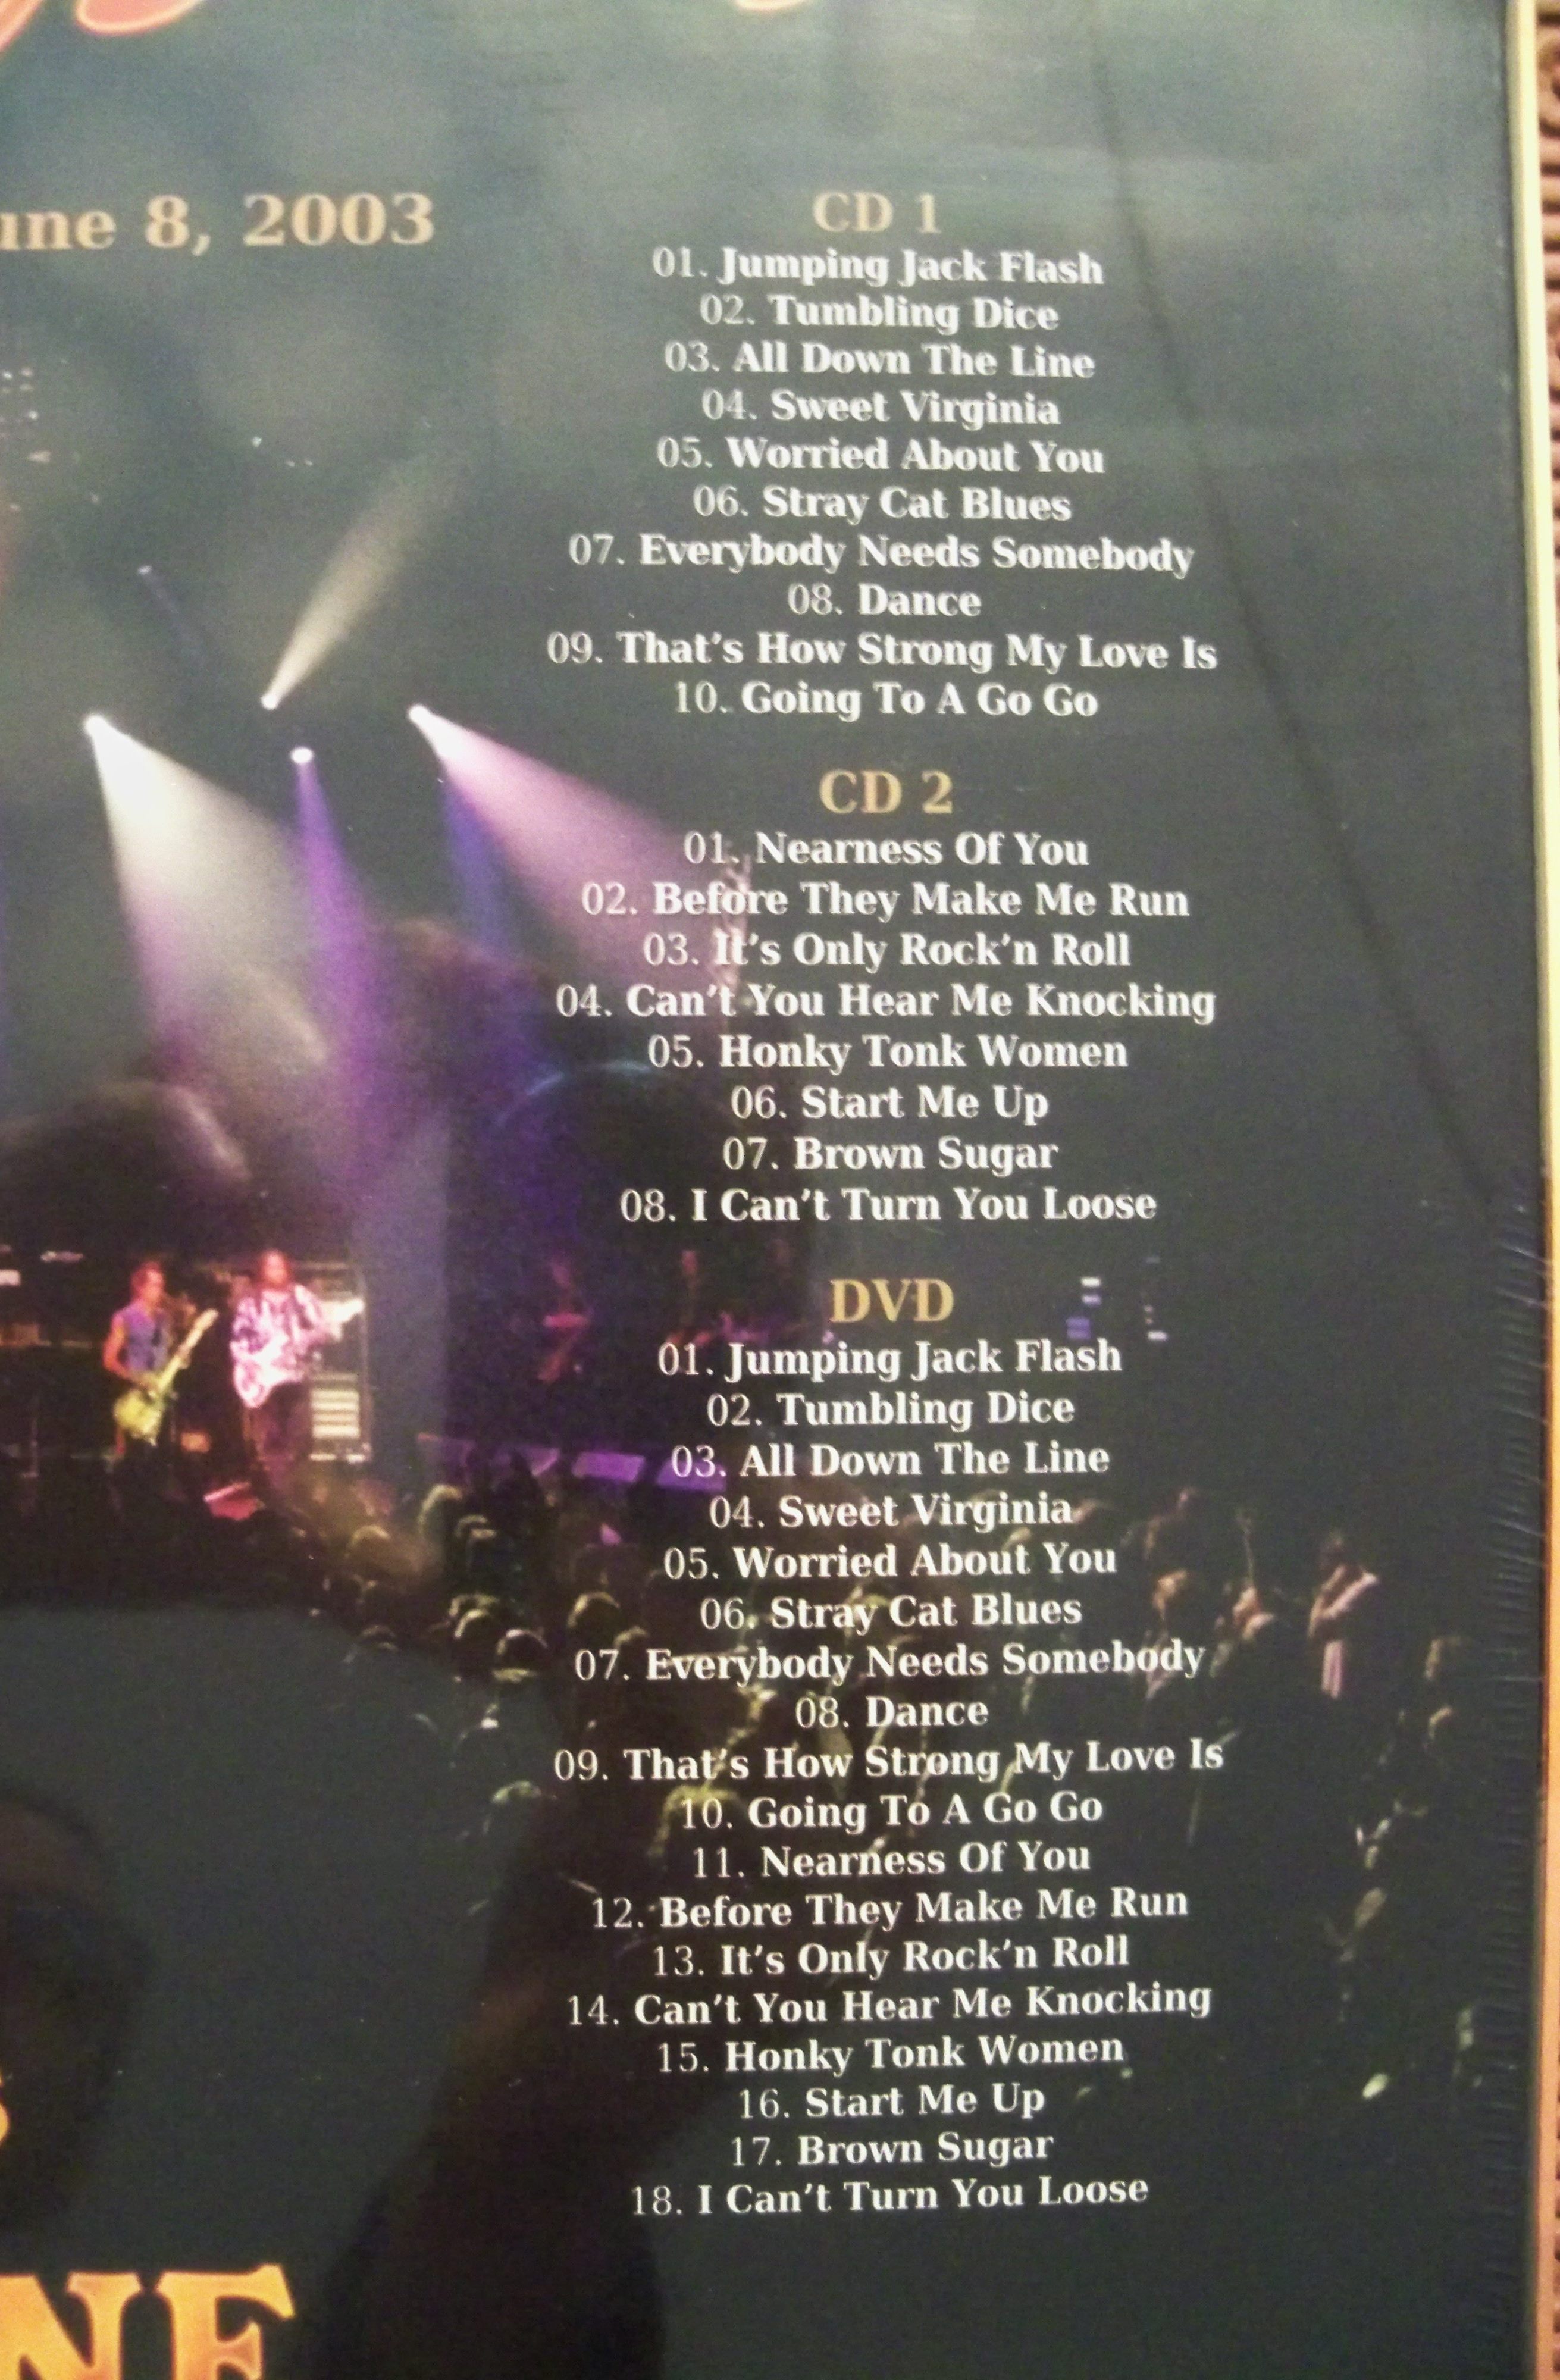 une 8, 2003
CD 1
01. Jumping Jack Flash
02. Tumbling Dice
03. All Down The Line
04. Sweet Virginia
05. Worried About You
06. Stray Cat Blues
07. Everybody Needs Somebody
08. Dance
09. That's How Strong My Love Is
10. Going To A Go Go
CD 2
01. Nearness Of You
02. Before They Make Me Run
03. It's Only Rock'n Roll
04. Can't You Hear Me Knocking
05. Honky Tonk Women
06. Start Me Up
07. Brown Sugar
08. I Can't Turn You Loose
DVD
01. Jumping Jack Flash
02. Tumbling Dice
03. All Down The Line
04. Sweet Virginia
05. Worried About You
06. Stray Cat Blues
07. Everybody Needs Somebody
08. Dance
09. That's How Strong My Love Is
10. Going To A Go Go
11. Nearness Of You
12. Before They Make Me Run
13. It's Only Rock'n Roll
14. Can't You Hear Me Knocking
15. Honky Tonk Women
16. Start Me Up
17. Brown Sugar
18. I Can't Turn You Loose
NE